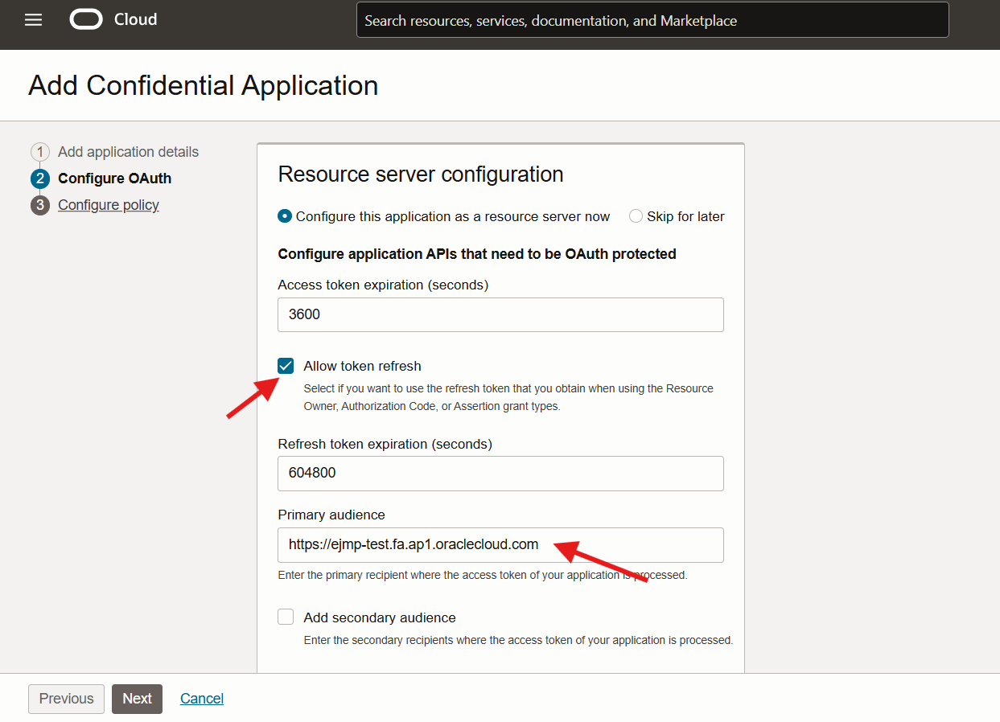 Cloud
Search resources, services, documentation, and Marketplace
Add Confidential Application
1 Add application details
2 Configure OAuth
3 Configure policy
Resource server configuration
Configure this application as a resource server now
Skip for later
Configure application APIs that need to be OAuth protected
Access token expiration (seconds)
3600
Allow token refresh
Select if you want to use the refresh token that you obtain when using the Resource
Owner, Authorization Code, or Assertion grant types.
Refresh token expiration (seconds)
604800
Primary audience
https://ejmp-test.fa.ap1.oraclecloud.com
Enter the primary recipient where the access token of your application is processed.
Add secondary audience
Enter the secondary recipients where the access token of your application is processed.
Previous
Next
Cancel